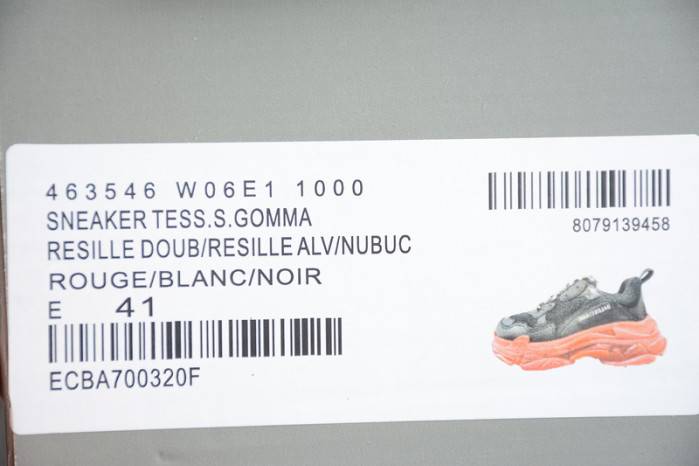 463546 W06E1 1000
SNEAKER TESS.S.GOMMA
RESILLE DOUB/RESILLE ALV/NUBUC
ROUGE/BLANC/NOIR
E 41
ECBA700320F
8079139458